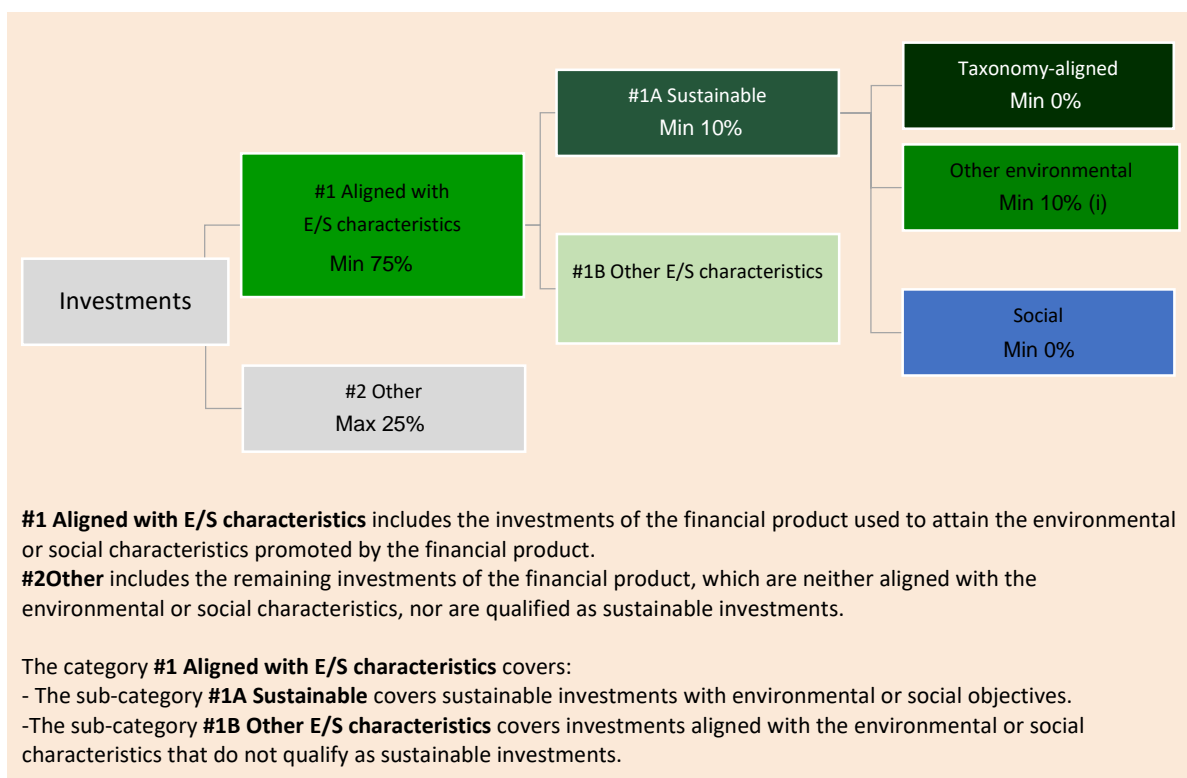 Investments
#1 Aligned with
E/S characteristics
Min 75%
#2 Other
Max 25%
#1A Sustainable
Min 10%
#1B Other E/S characteristics
Taxonomy-aligned
Min 0%
Other environmental
Min 10% (i)
Social
Min 0%
#1 Aligned with E/S characteristics includes the investments of the financial product used to attain the environmental
or social characteristics promoted by the financial product.
#2Other includes the remaining investments of the financial product, which are neither aligned with the
environmental or social characteristics, nor are qualified as sustainable investments.
The category #1 Aligned with E/S characteristics covers:
- The sub-category #1A Sustainable covers sustainable investments with environmental or social objectives.
-The sub-category #1B Other E/S characteristics covers investments aligned with the environmental or social
characteristics that do not qualify as sustainable investments.